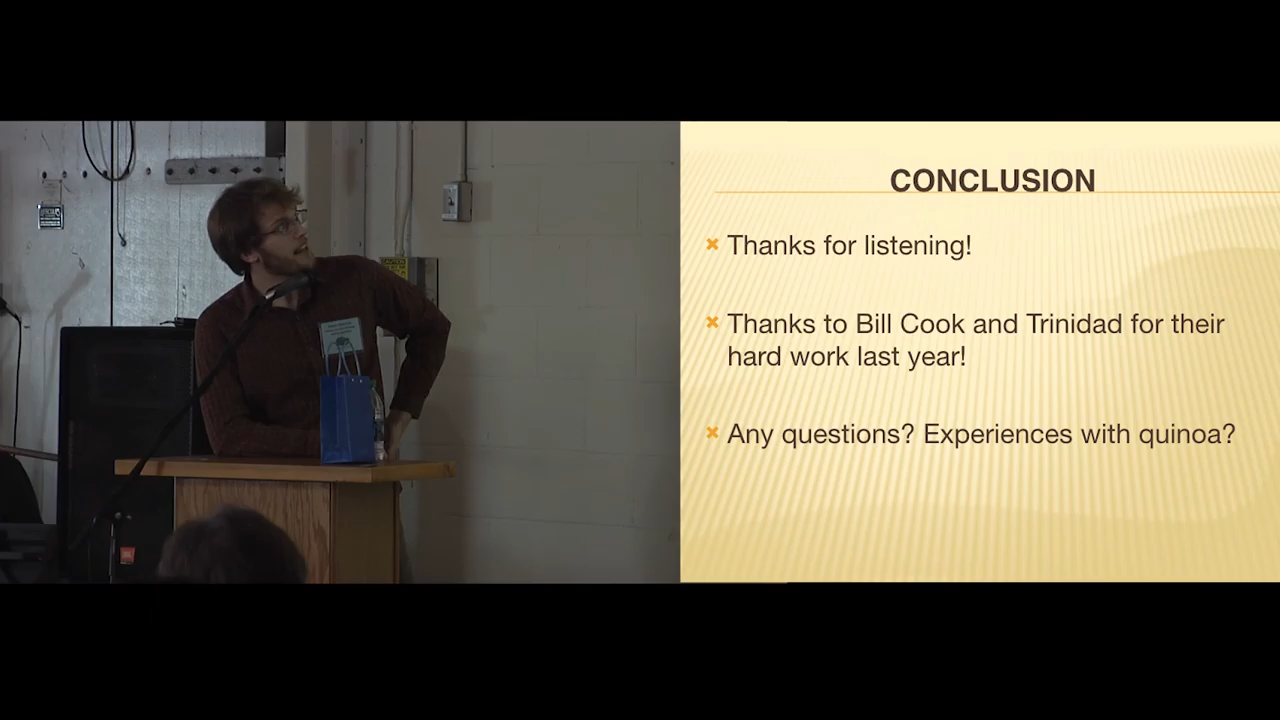 CAUTION
CONCLUSION
Thanks for listening!
Thanks to Bill Cook and Trinidad for their
hard work last year!
Any questions? Experiences with quinoa?